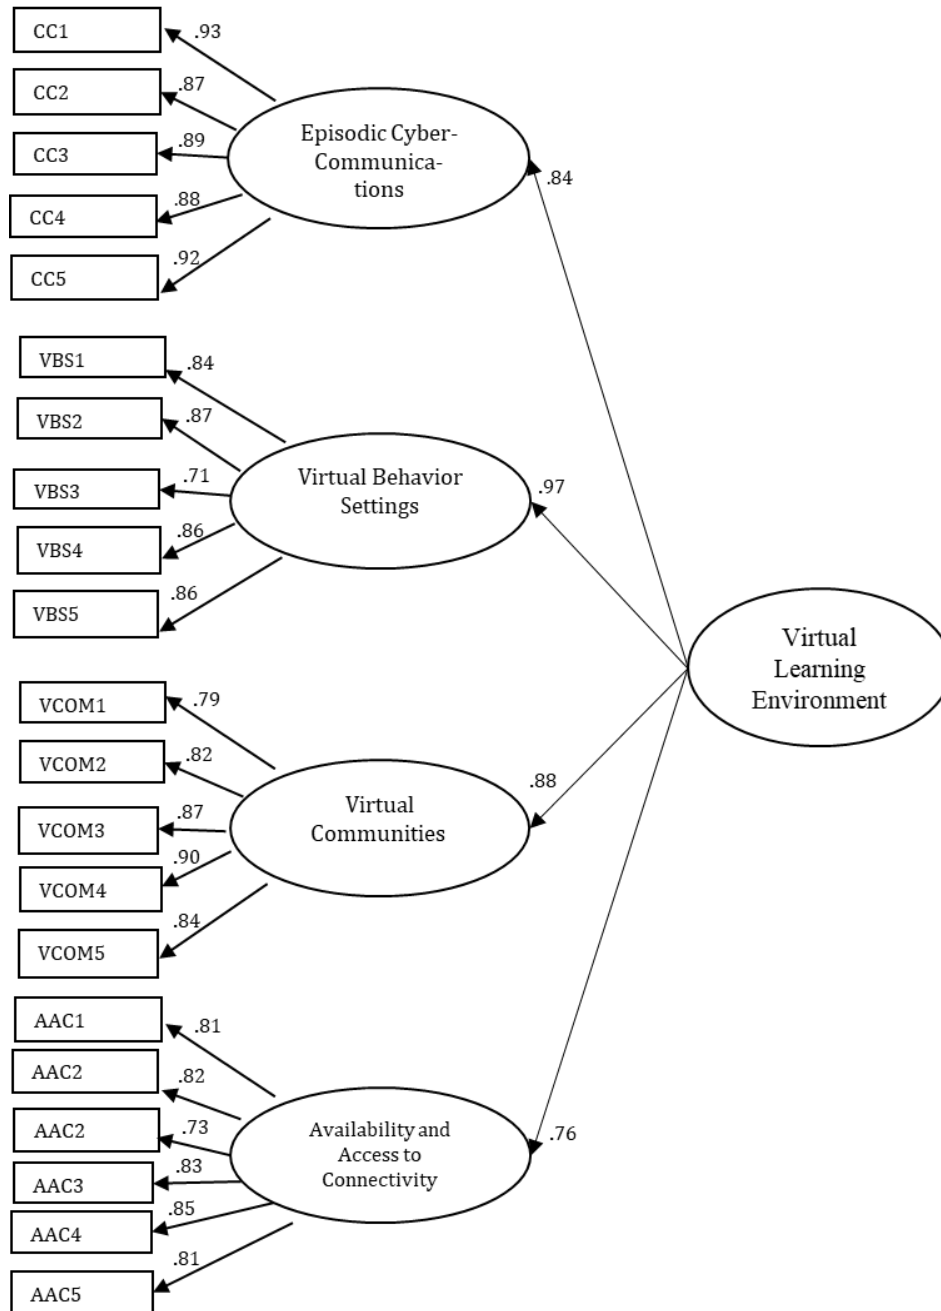 CC1
.93
CC2
.87
CC3
.89
CC4
.88
CC5
.92
Episodic Cyber-
Communica-
tions
.84
VBS1
.84
VBS2
.87
VBS3
.71
VBS4
.86
VBS5
.86
Virtual Behavior
Settings
.97
Virtual
Learning
Environment
VCOM1
.79
VCOM2
.82
VCOM3
.87
VCOM4
.90
VCOM5
.84
Virtual
Communities
.88
AAC1
.81
AAC2
.82
AAC2
.73
AAC3
.83
AAC4
.85
AAC5
.81
Availability and
Access to
Connectivity
.76